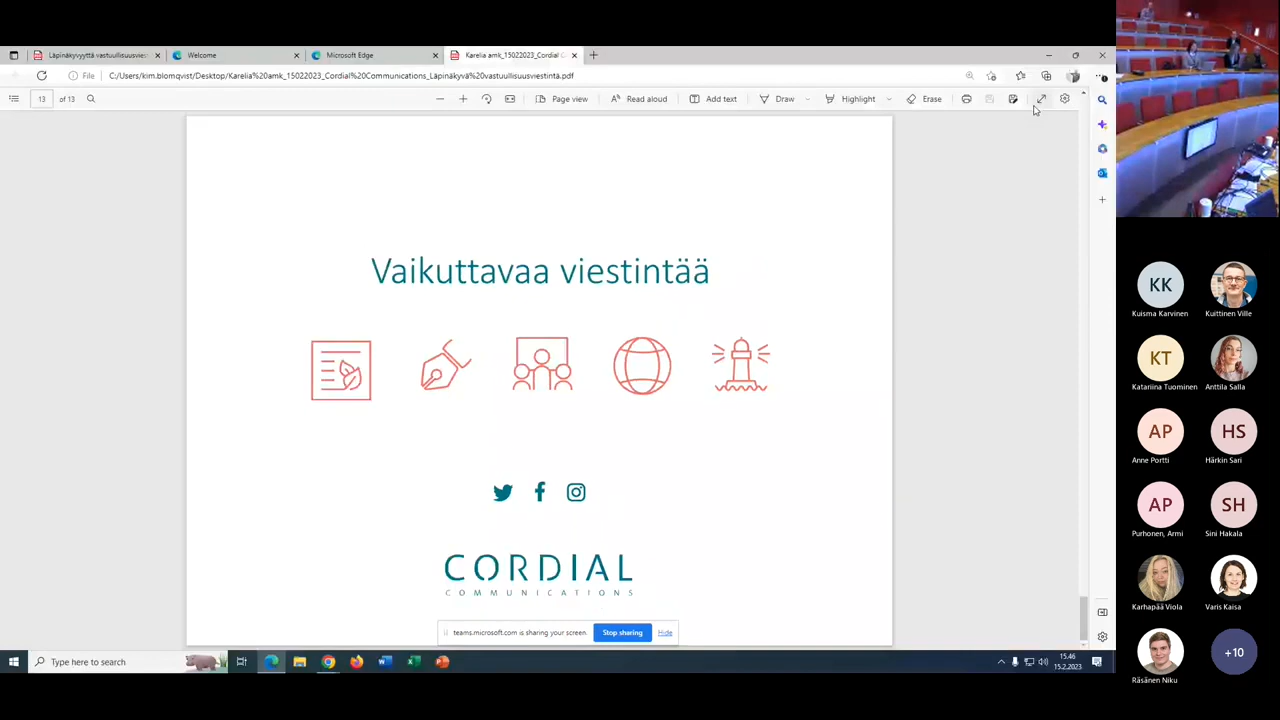 Läpinäkyvyyttä vastuullisuusvies
Welcome
Microsoft Edge
Karelia amk_15022023_Cordial C
File
C:/Users/kim.blomqvist/Desktop/Karelia%20amk_15022023_Cordial%20Communications_Läpinäkyvä%20vastuullisuusviestintä.pdf
13 of 13
Page view
Read aloud
Add text
Draw
Highlight
Erase
Vaikuttavaa viestintää
CORDIAL
COMMUNICATIONS
teams.microsoft.com is sharing your screen.
Stop sharing
Hide
Type here to search
15.46
15.2.2023
KK
Kuisma Karvinen
Kuittinen Ville
KT
Katariina Tuominen
Anttila Salla
AP
Anne Portti
HS
Härkin Sari
AP
Purhonen, Armi
SH
Sini Hakala
Karhapää Viola
Varis Kaisa
Räsänen Niku
+10